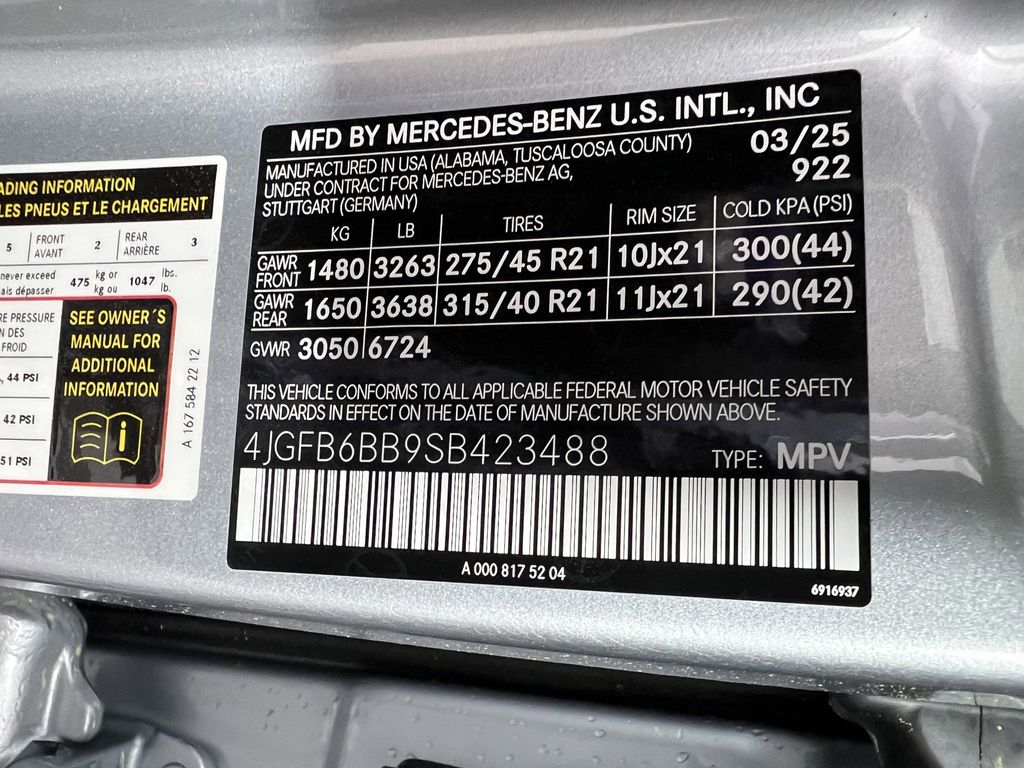 ADING INFORMATION
LES PNEUS ET LE CHARGEMENT
5 FRONT AVANT 2 REAR ARRIÈRE 3
never exceed 475 kg or 1047 lbs.
ais dépasser kg ou lb.
RE PRESSURE
N DES
FROID
, 44 PSI
42 PSI
51 PSI
SEE OWNER´S
MANUAL FOR
ADDITIONAL
INFORMATION
i
A 167 584 22 12
MFD BY MERCEDES-BENZ U.S. INTL., INC
MANUFACTURED IN USA (ALABAMA, TUSCALOOSA COUNTY) 03/25
UNDER CONTRACT FOR MERCEDES-BENZ AG, 922
STUTTGART (GERMANY)
KG LB TIRES RIM SIZE COLD KPA (PSI)
GAWR FRONT 1480 3263 275/45 R21 10Jx21 300(44)
GAWR REAR 1650 3638 315/40 R21 11Jx21 290(42)
GVWR 3050 6724
THIS VEHICLE CONFORMS TO ALL APPLICABLE FEDERAL MOTOR VEHICLE SAFETY
STANDARDS IN EFFECT ON THE DATE OF MANUFACTURE SHOWN ABOVE.
4JGFB6BB9SB423488 TYPE: MPV
A 000 817 52 04
6916937